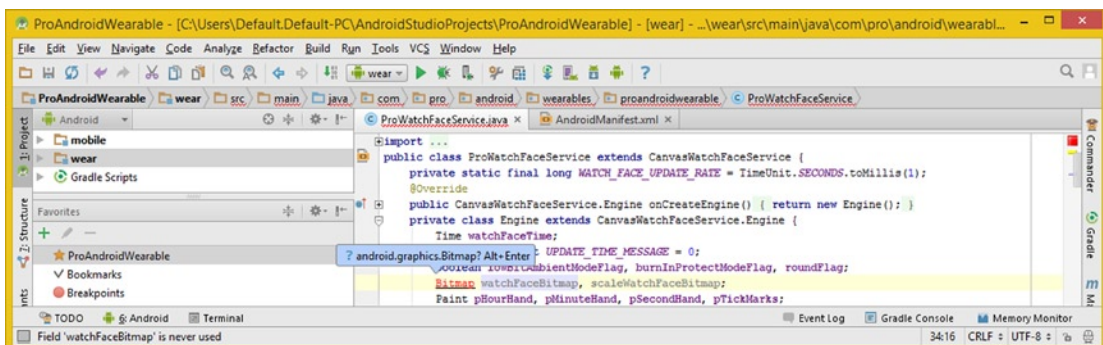 ProAndroidWearable - [C:\Users\Default.Default-PC\AndroidStudioProjects\ProAndroidWearable] - [wear] - ...\wear\src\main\java\com\pro\android\wearabl...
File Edit View Navigate Code Analyze Refactor Build Run Tools VCS Window Help
wear
ProAndroidWearable wear src main java com pro android wearables proandroidwearable ProWatchFaceService
1: Project
Android
ProWatchFaceService.java × AndroidManifest.xml ×
mobile
wear
Gradle Scripts
import ...
public class ProWatchFaceService extends CanvasWatchFaceService {
private static final long WATCH_FACE_UPDATE_RATE = TimeUnit.SECONDS.toMillis(1);
@Override
public CanvasWatchFaceService.Engine onCreateEngine() { return new Engine(); }
private class Engine extends CanvasWatchFaceService.Engine {
Time watchFaceTime;
UPDATE_TIME_MESSAGE = 0;
? android.graphics.Bitmap? Alt+Enter
boolean lowBitAmbientModeFlag, burnInProtectModeFlag, roundFlag;
Bitmap watchFaceBitmap, scaleWatchFaceBitmap;
Paint pHourHand, pMinuteHand, pSecondHand, pTickMarks;
7: Structure
Favorites
ProAndroidWearable
Bookmarks
Breakpoints
Commander
Gradle
TODO 6: Android Terminal Event Log Gradle Console Memory Monitor
Field 'watchFaceBitmap' is never used 34:16 CRLF UTF-8